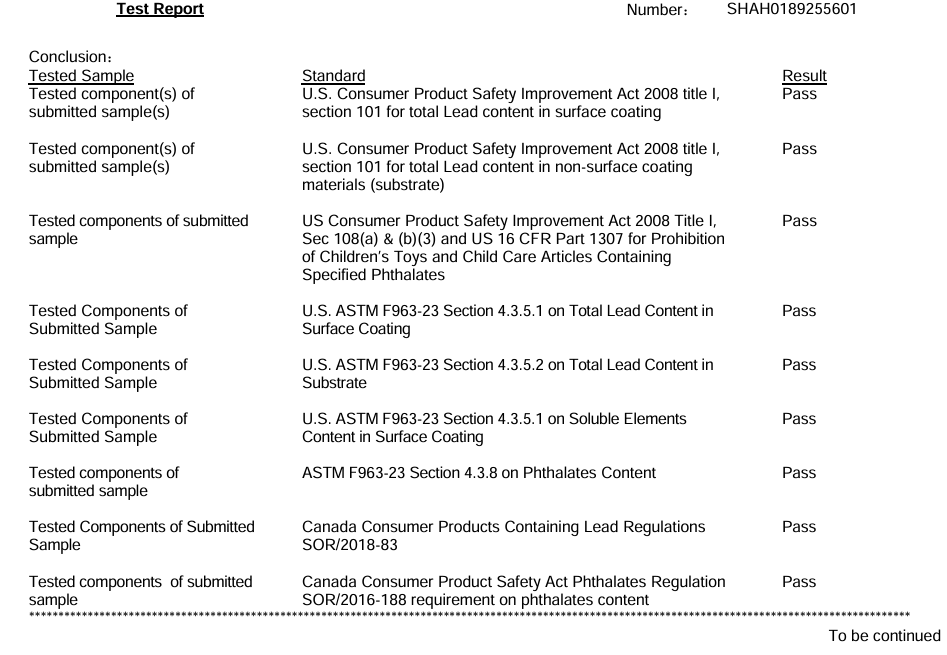 Test Report Number： SHAH0189255601
Conclusion：
Tested Sample Standard Result
Tested component(s) of U.S. Consumer Product Safety Improvement Act 2008 title I, Pass
submitted sample(s) section 101 for total Lead content in surface coating
Tested component(s) of U.S. Consumer Product Safety Improvement Act 2008 title I, Pass
submitted sample(s) section 101 for total Lead content in non-surface coating
materials (substrate)
Tested components of submitted US Consumer Product Safety Improvement Act 2008 Title I, Pass
sample Sec 108(a) & (b)(3) and US 16 CFR Part 1307 for Prohibition
of Children’s Toys and Child Care Articles Containing
Specified Phthalates
Tested Components of U.S. ASTM F963-23 Section 4.3.5.1 on Total Lead Content in Pass
Submitted Sample Surface Coating
Tested Components of U.S. ASTM F963-23 Section 4.3.5.2 on Total Lead Content in Pass
Submitted Sample Substrate
Tested Components of U.S. ASTM F963-23 Section 4.3.5.1 on Soluble Elements Pass
Submitted Sample Content in Surface Coating
Tested components of ASTM F963-23 Section 4.3.8 on Phthalates Content Pass
submitted sample
Tested Components of Submitted Canada Consumer Products Containing Lead Regulations Pass
Sample SOR/2018-83
Tested components of submitted Canada Consumer Product Safety Act Phthalates Regulation Pass
sample SOR/2016-188 requirement on phthalates content
****************************************************************************************************************************************************
To be continued